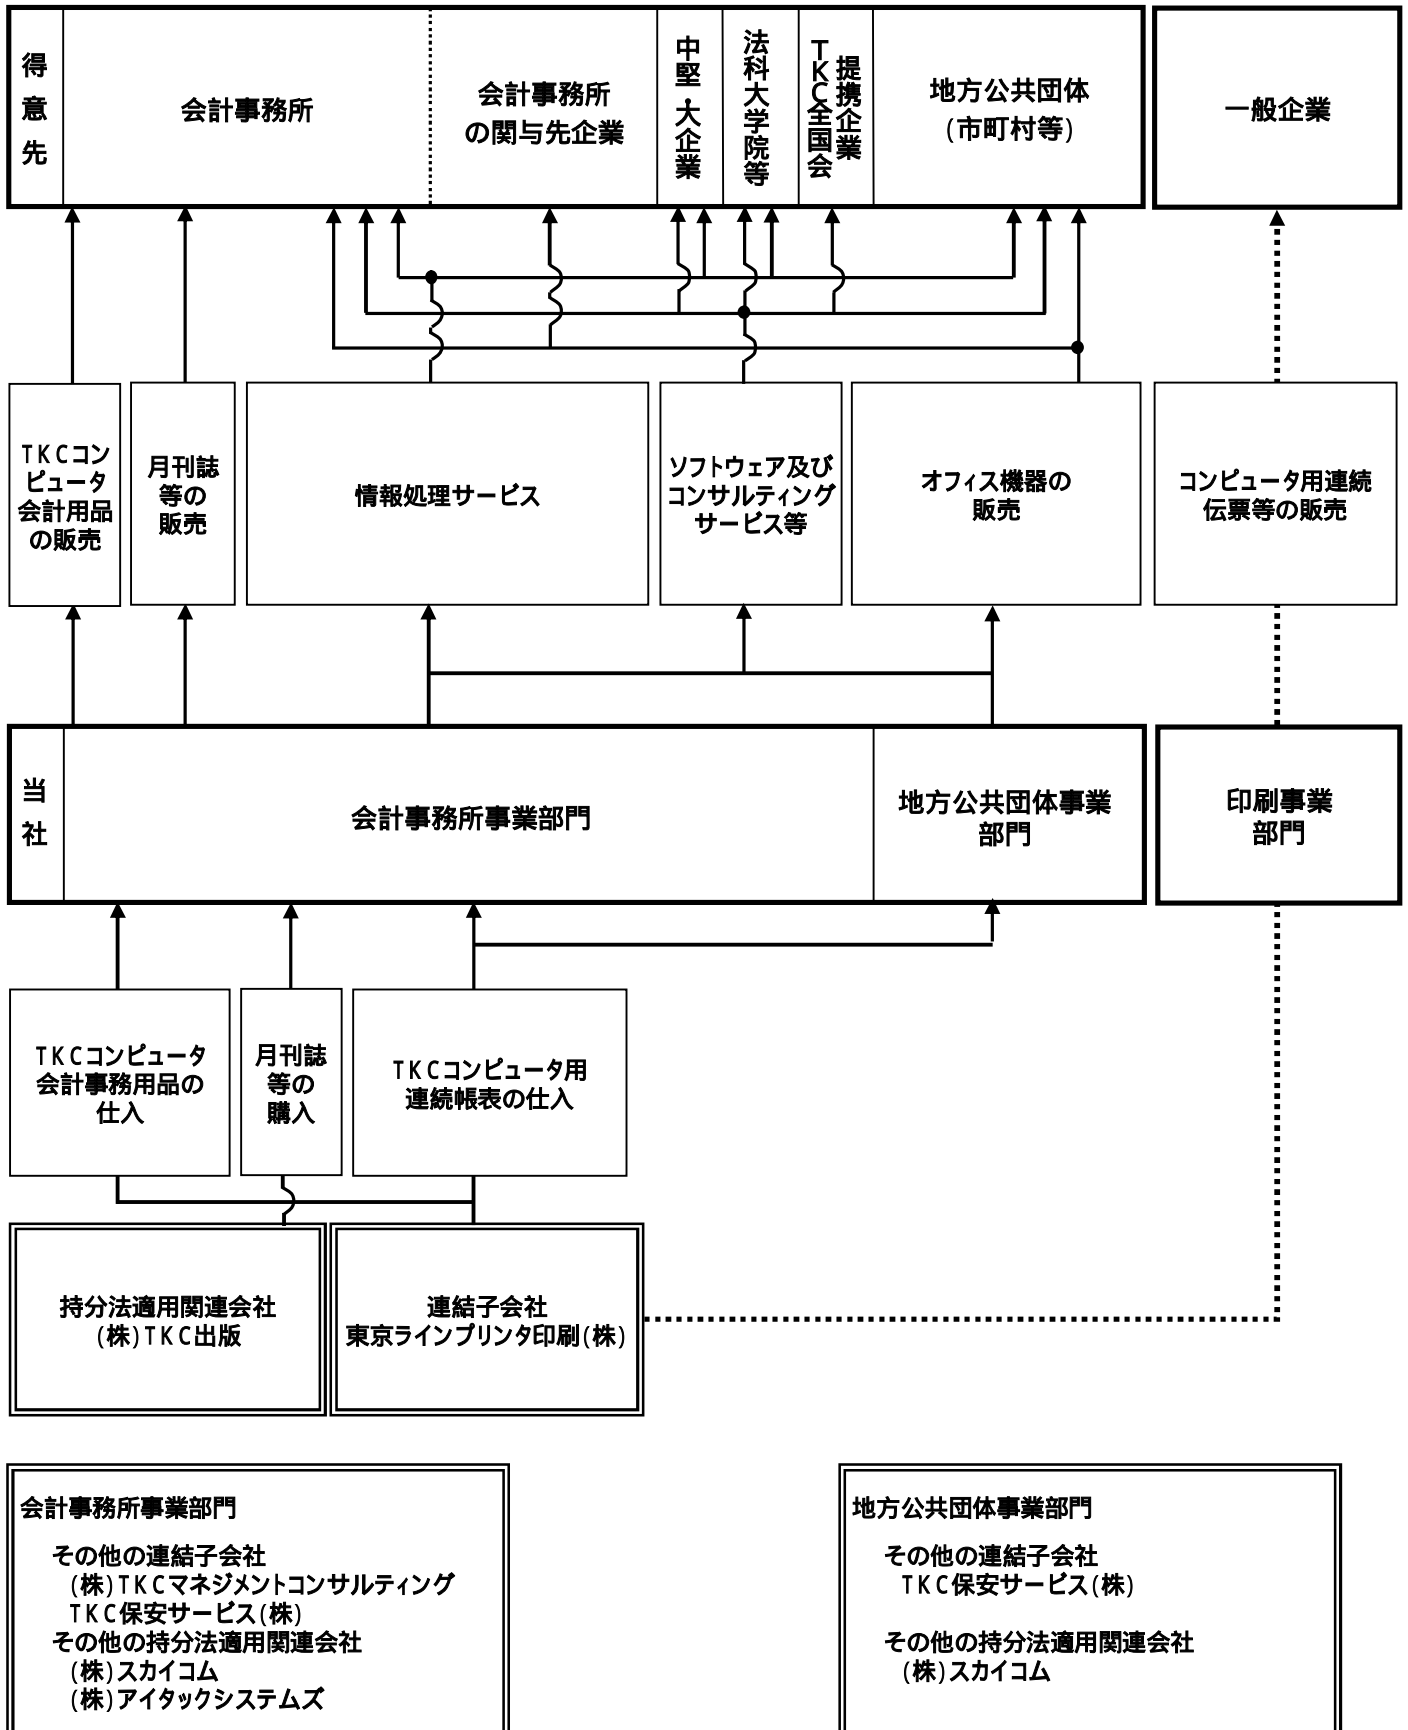 得意先
会計事務所
会計事務所
の関与先企業
中堅・大企業
法科大学院等
提携企業
TKC全国会
地方公共団体
(市町村等)
一般企業
TKCコン
ピュータ
会計用品
の販売
月刊誌
等の
販売
情報処理サービス
ソフトウェア及び
コンサルティング
サービス等
オフィス機器の
販売
コンピュータ用連続
伝票等の販売
当社
会計事務所事業部門
地方公共団体事業
部門
印刷事業
部門
TKCコンピュータ
会計事務用品の
仕入
月刊誌
等の
購入
TKCコンピュータ用
連続帳表の仕入
持分法適用関連会社
(株)TKC出版
連結子会社
東京ラインプリンタ印刷(株)
会計事務所事業部門
その他の連結子会社
(株)TKCマネジメントコンサルティング
TKC保安サービス(株)
その他の持分法適用関連会社
(株)スカイコム
(株)アイタックシステムズ
地方公共団体事業部門
その他の連結子会社
TKC保安サービス(株)
その他の持分法適用関連会社
(株)スカイコム